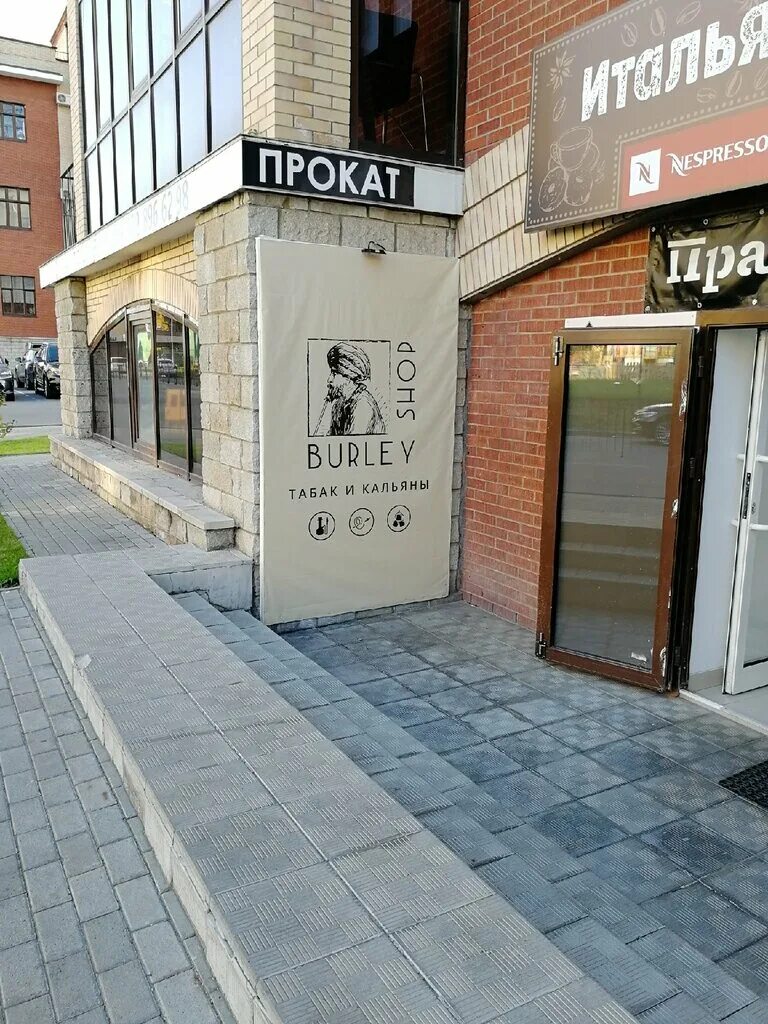 ПРОКАТ
Италья
N NESPRESSO
Пра
SHOP
BURLEY
ТАБАК И КАЛЬЯНЫ